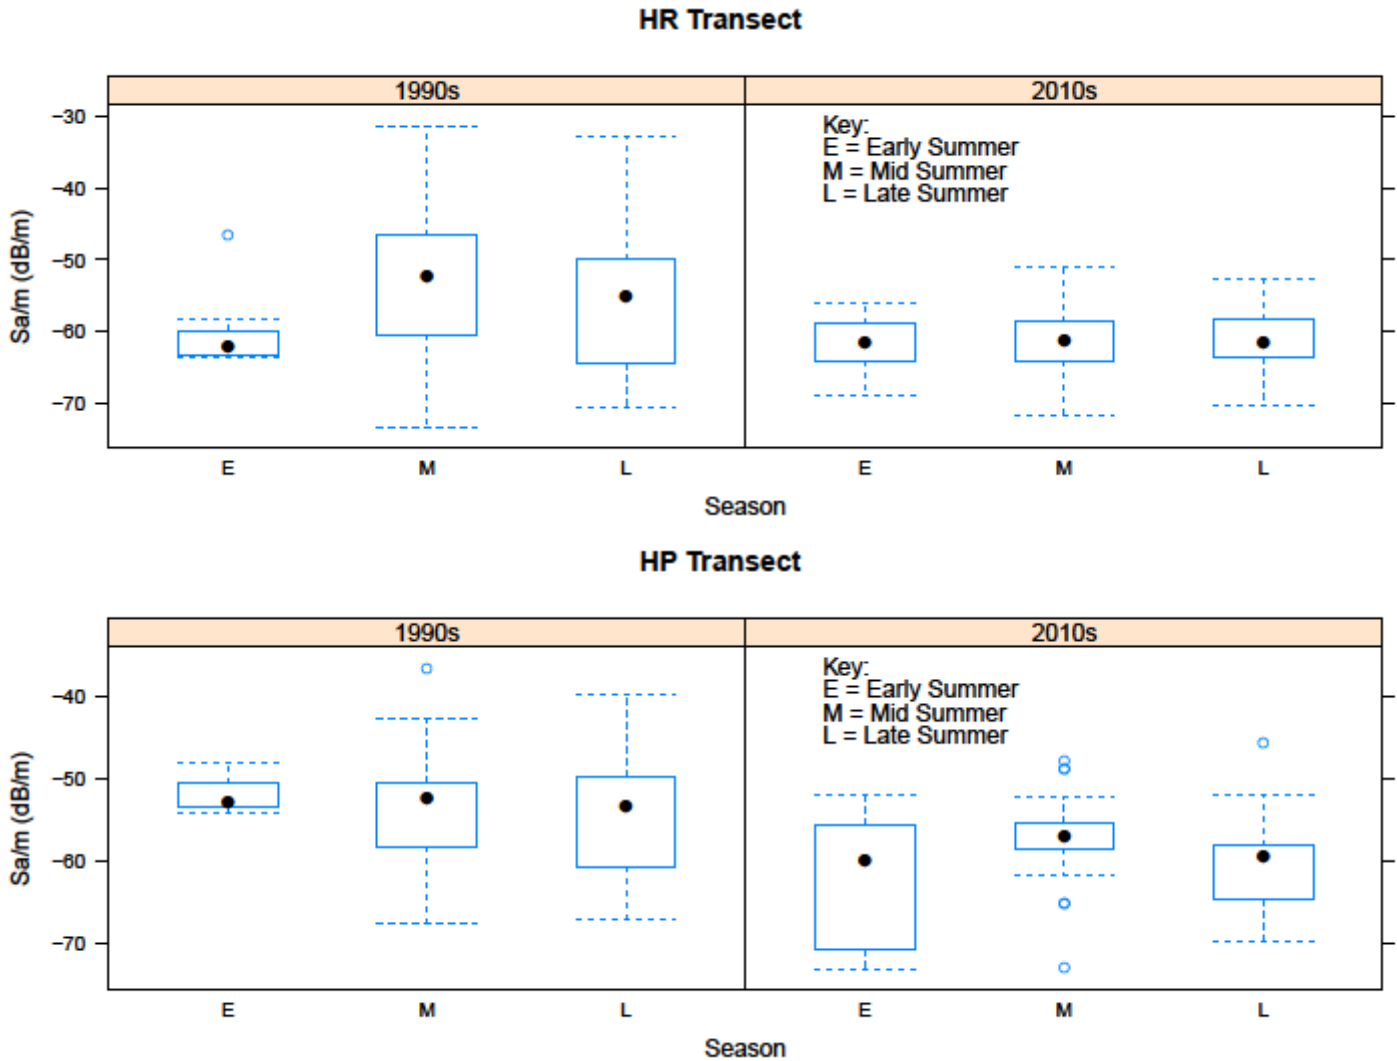 HR Transect
1990s
2010s
−30
−40
−50
−60
−70
Sa/m (dB/m)
Key:
E = Early Summer
M = Mid Summer
L = Late Summer
E
M
L
E
M
L
Season
HP Transect
1990s
2010s
−40
−50
−60
−70
Sa/m (dB/m)
Key:
E = Early Summer
M = Mid Summer
L = Late Summer
E
M
L
E
M
L
Season